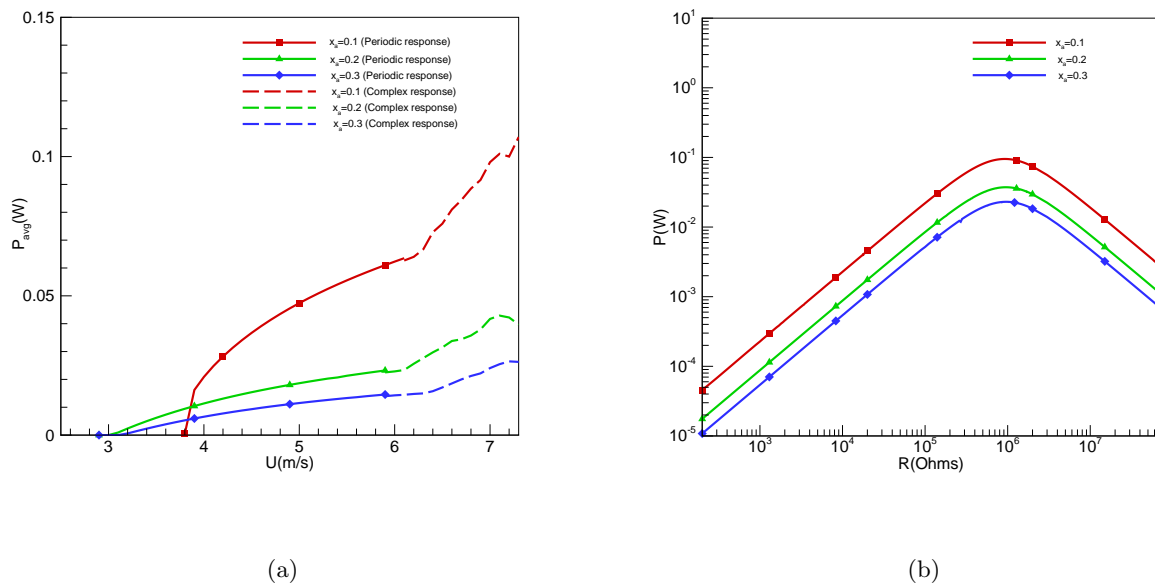 0.15
x_a=0.1 (Periodic response)
x_a=0.2 (Periodic response)
x_a=0.3 (Periodic response)
x_a=0.1 (Complex response)
x_a=0.2 (Complex response)
x_a=0.3 (Complex response)
0.1
P_avg(W)
0.05
0
3 4 5 6 7
U(m/s)
(a)
10^1
x_a=0.1
x_a=0.2
x_a=0.3
10^0
10^-1
P(W)
10^-2
10^-3
10^-4
10^-5
10^3 10^4 10^5 10^6 10^7
R(Ohms)
(b)